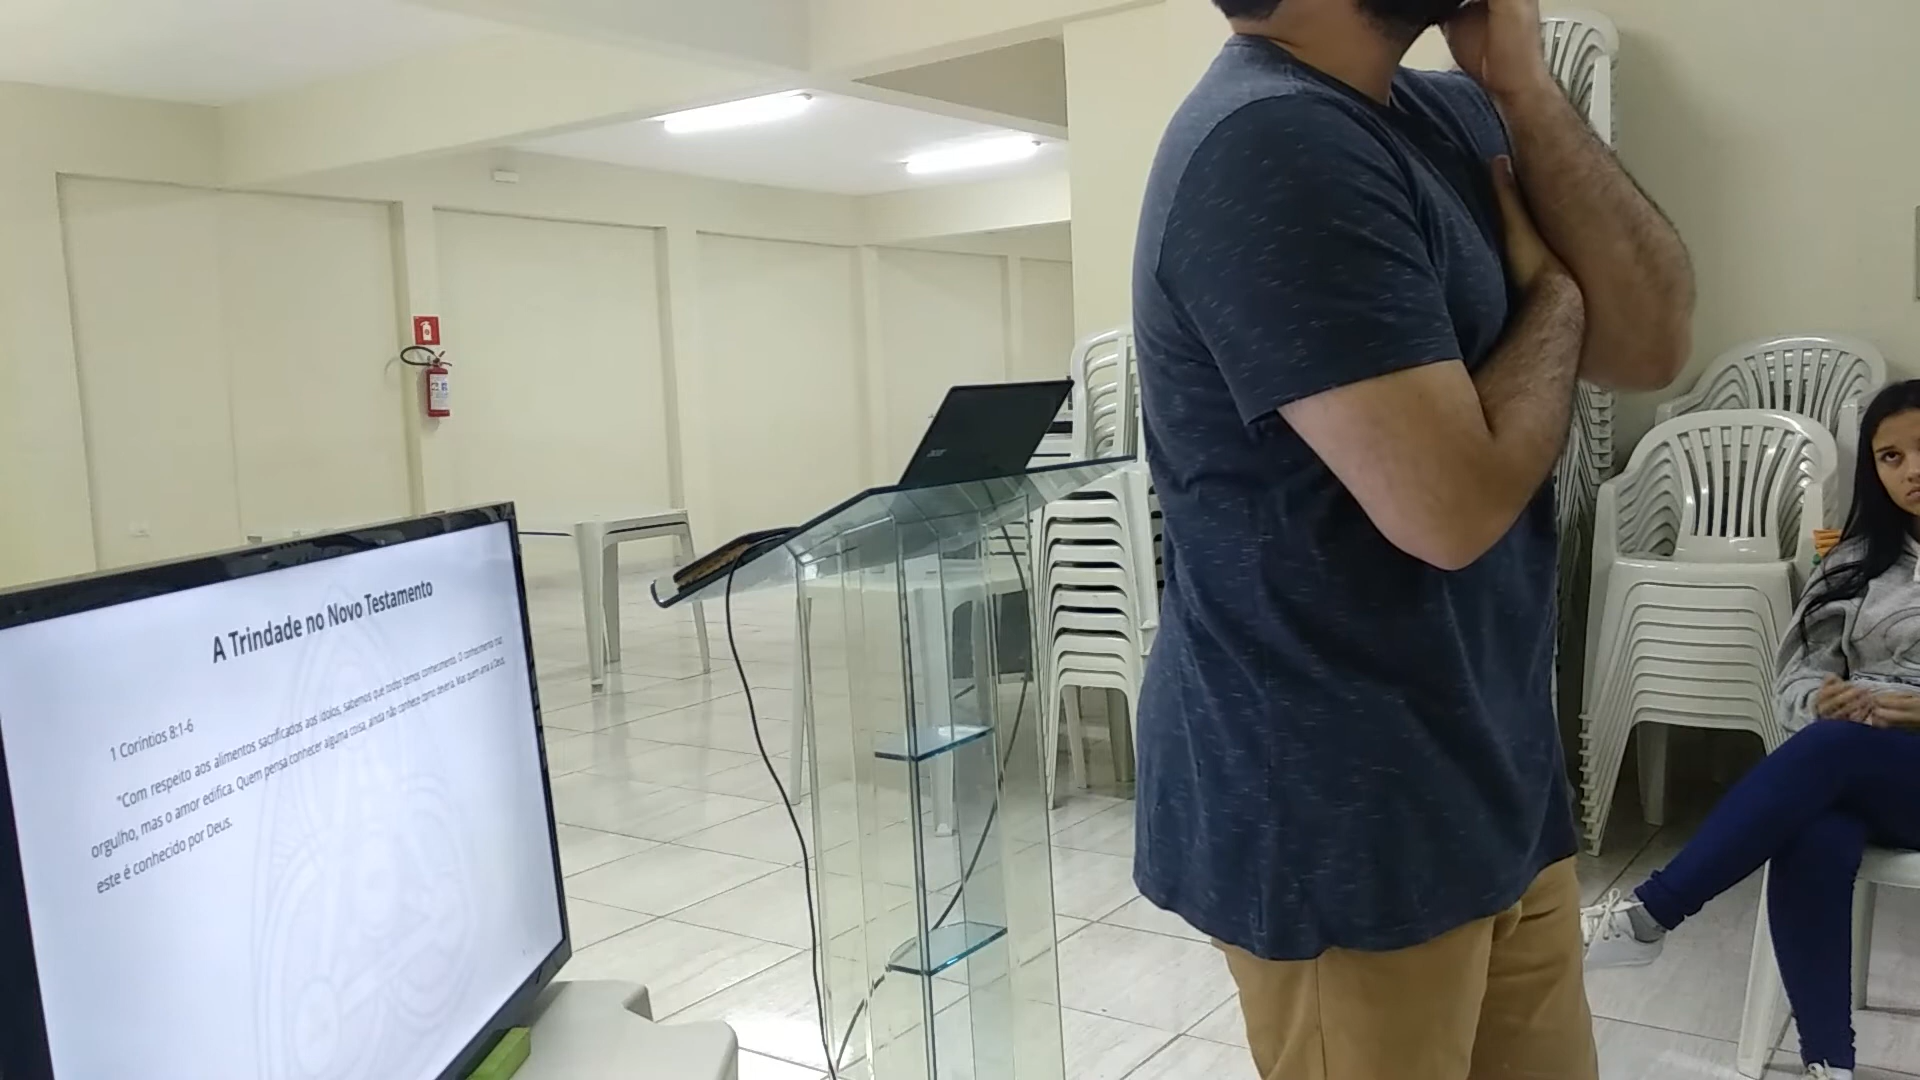 A Trindade no Novo Testamento
1 Coríntios 8:1-6
"Com respeito aos alimentos sacrificados aos ídolos, sabemos que todos temos conhecimento. O conhecimento traz
orgulho, mas o amor edifica. Quem pensa conhecer alguma coisa, ainda não conhece como deveria. Mas quem ama a Deus,
este é conhecido por Deus.
acer